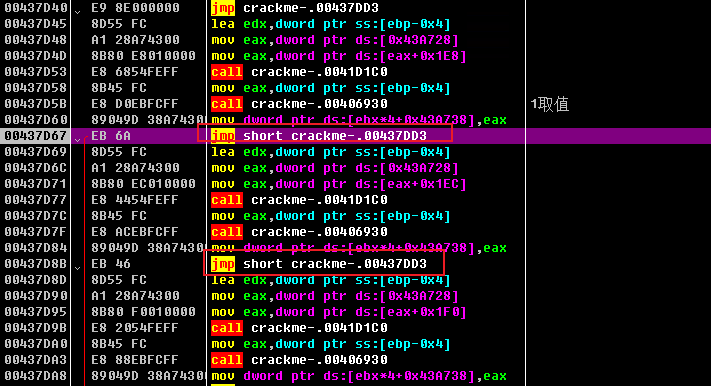 00437D40 E9 8E000000 jmp crackme-.00437DD3
00437D45 8D55 FC lea edx,dword ptr ss:[ebp-0x4]
00437D48 A1 28A74300 mov eax,dword ptr ds:[0x43A728]
00437D4D 8B80 E8010000 mov eax,dword ptr ds:[eax+0x1E8]
00437D53 E8 6854FEFF call crackme-.0041D1C0
00437D58 8B45 FC mov eax,dword ptr ss:[ebp-0x4]
00437D5B E8 D0EBFCFF call crackme-.00406930 1取值
00437D60 89049D 38A7430 mov dword ptr ds:[ebx*4+0x43A738],eax
00437D67 EB 6A jmp short crackme-.00437DD3
00437D69 8D55 FC lea edx,dword ptr ss:[ebp-0x4]
00437D6C A1 28A74300 mov eax,dword ptr ds:[0x43A728]
00437D71 8B80 EC010000 mov eax,dword ptr ds:[eax+0x1EC]
00437D77 E8 4454FEFF call crackme-.0041D1C0
00437D7C 8B45 FC mov eax,dword ptr ss:[ebp-0x4]
00437D7F E8 ACEBFCFF call crackme-.00406930
00437D84 89049D 38A7430 mov dword ptr ds:[ebx*4+0x43A738],eax
00437D8B EB 46 jmp short crackme-.00437DD3
00437D8D 8D55 FC lea edx,dword ptr ss:[ebp-0x4]
00437D90 A1 28A74300 mov eax,dword ptr ds:[0x43A728]
00437D95 8B80 F0010000 mov eax,dword ptr ds:[eax+0x1F0]
00437D9B E8 2054FEFF call crackme-.0041D1C0
00437DA0 8B45 FC mov eax,dword ptr ss:[ebp-0x4]
00437DA3 E8 88EBFCFF call crackme-.00406930
00437DA8 89049D 38A7430 mov dword ptr ds:[ebx*4+0x43A738],eax